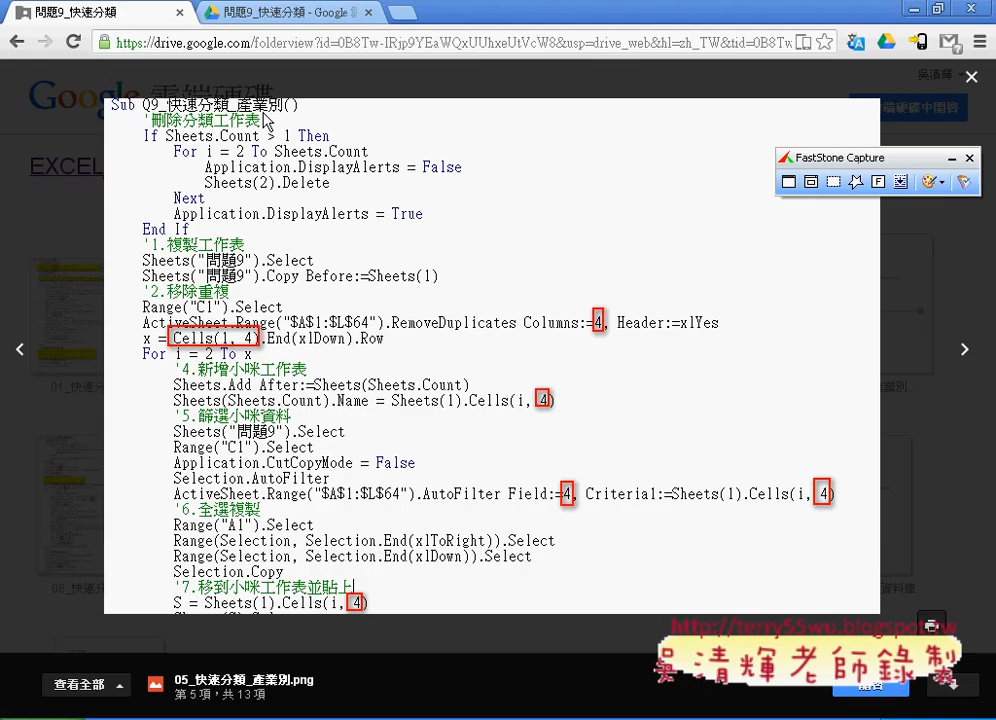 問題9_快速分類
問題9_快速分類 - Google 雲
https://drive.google.com/folderview?id=0B8Tw-IRjp9YEaWQxUUhxeUtVcW8&usp=drive_web&hl=zh_TW&tid=0B8Tw
吳清輝
Google 雲端硬碟
EXCEL
Sub Q9_快速分類_產業別()
'刪除分類工作表
If Sheets.Count > 1 Then
For i = 2 To Sheets.Count
Application.DisplayAlerts = False
Sheets(2).Delete
Next
Application.DisplayAlerts = True
End If
'1.複製工作表
Sheets("問題9").Select
Sheets("問題9").Copy Before:=Sheets(1)
'2.移除重複
Range("C1").Select
ActiveSheet.Range("$A$1:$L$64").RemoveDuplicates Columns:=4, Header:=xlYes
x = Cells(1, 4).End(xlDown).Row
For i = 2 To x
'4.新增小咪工作表
Sheets.Add After:=Sheets(Sheets.Count)
Sheets(Sheets.Count).Name = Sheets(1).Cells(i, 4)
'5.篩選小咪資料
Sheets("問題9").Select
Range("C1").Select
Application.CutCopyMode = False
Selection.AutoFilter
ActiveSheet.Range("$A$1:$L$64").AutoFilter Field:=4, Criteria1:=Sheets(1).Cells(i, 4)
'6.全選複製
Range("A1").Select
Range(Selection, Selection.End(xlToRight)).Select
Range(Selection, Selection.End(xlDown)).Select
Selection.Copy
'7.移到小咪工作表並貼上
S = Sheets(1).Cells(i, 4)
FastStone Capture
http://terry55wu.blogspot.tw
吳清輝老師錄製
查看全部
05_快速分類_產業別.png
第 5 項，共 13 項